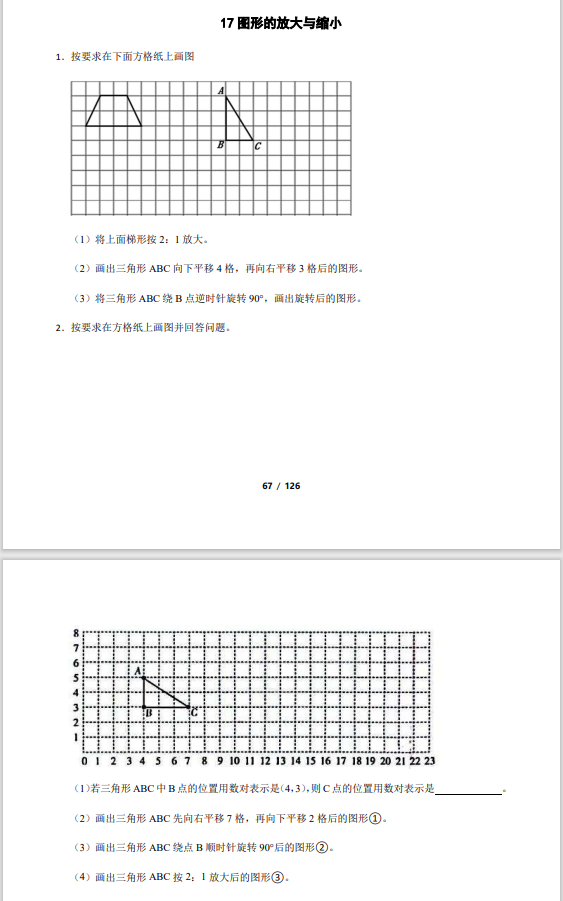 17 图形的放大与缩小
1．按要求在下面方格纸上画图
A
B C
（1）将上面梯形按 2：1 放大。
（2）画出三角形 ABC 向下平移 4 格，再向右平移 3 格后的图形。
（3）将三角形 ABC 绕 B 点逆时针旋转 90°，画出旋转后的图形。
2．按要求在方格纸上画图并回答问题。
67 / 126
8
7
6
A
5
4
3
B C
2
1
0 1 2 3 4 5 6 7 8 9 10 11 12 13 14 15 16 17 18 19 20 21 22 23
（1）若三角形 ABC 中 B 点的位置用数对表示是（4，3），则 C 点的位置用数对表示是 。
（2）画出三角形 ABC 先向右平移 7 格，再向下平移 2 格后的图形①。
（3）画出三角形 ABC 绕点 B 顺时针旋转 90°后的图形②。
（4）画出三角形 ABC 按 2：1 放大后的图形③。